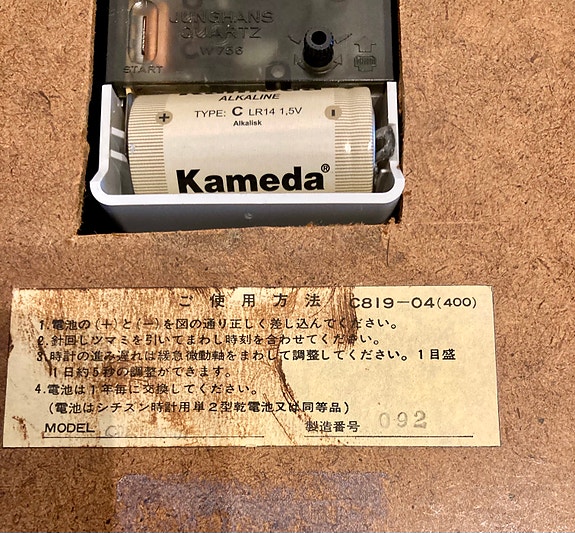 JUNGHANS
QUARTZ
W 766
START
ALKALINE
+ TYPE: C LR14 1,5V -
Alkalisk
Kameda®
ご使用方法 C819-04(400)
1.電池の(+)と(-)を図の通り正しく差し込んでください。
2.針回しツマミを引いてまわし時刻を合わせてください。
3.時計の進み遅れは緩急微動軸をまわして調整してください。1目盛
1日約5秒の調整ができます。
4.電池は1年毎に交換してください。
(電池はシチズン時計用単2型乾電池又は同等品)
MODEL 製造番号 092